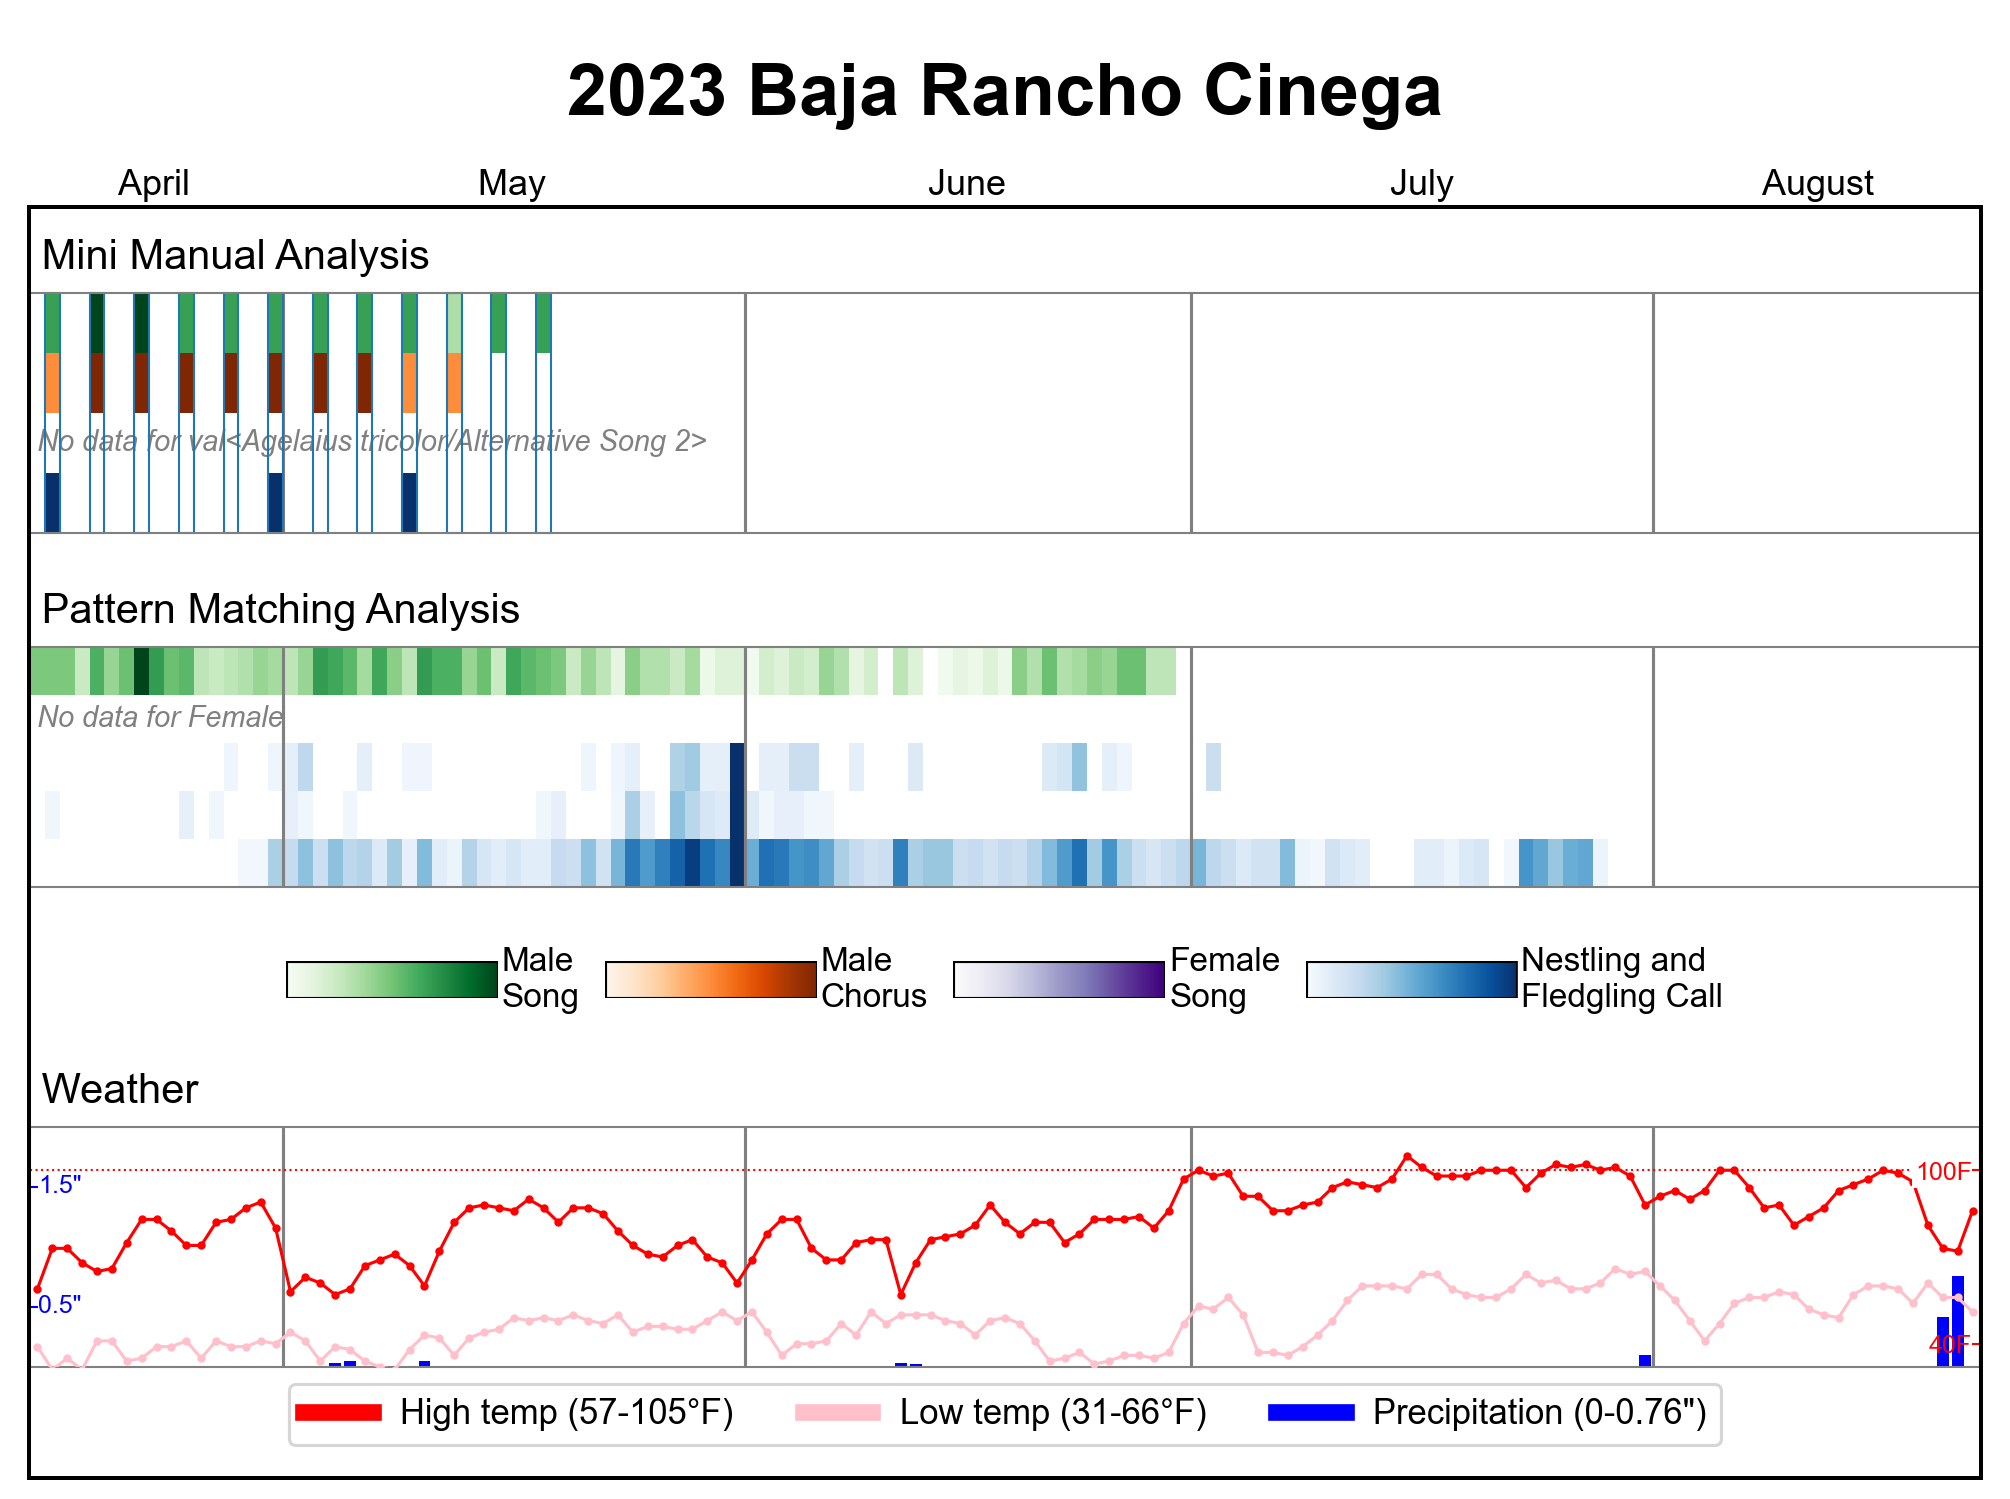 2023 Baja Rancho Cinega
April May June July August
Mini Manual Analysis
No data for val<Agelaius tricolor/Alternative Song 2>
Pattern Matching Analysis
No data for Female
Male Song
Male Chorus
Female Song
Nestling and Fledgling Call
Weather
1.5"
100F
0.5"
40F
High temp (57-105°F) Low temp (31-66°F) Precipitation (0-0.76")